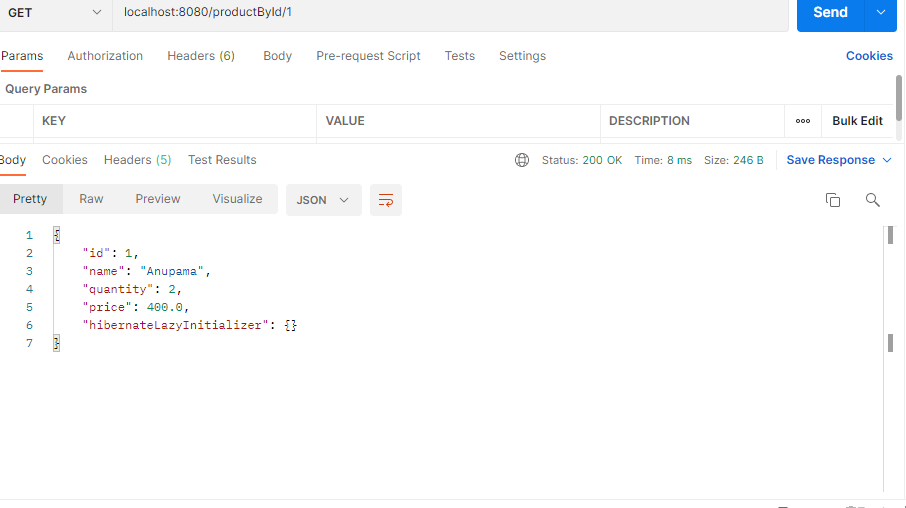 GET localhost:8080/productById/1 Send
Params Authorization Headers (6) Body Pre-request Script Tests Settings Cookies
Query Params
KEY VALUE DESCRIPTION ooo Bulk Edit
Body Cookies Headers (5) Test Results Status: 200 OK Time: 8 ms Size: 246 B Save Response
Pretty Raw Preview Visualize JSON
1 {
2 "id": 1,
3 "name": "Anupama",
4 "quantity": 2,
5 "price": 400.0,
6 "hibernateLazyInitializer": {}
7 }